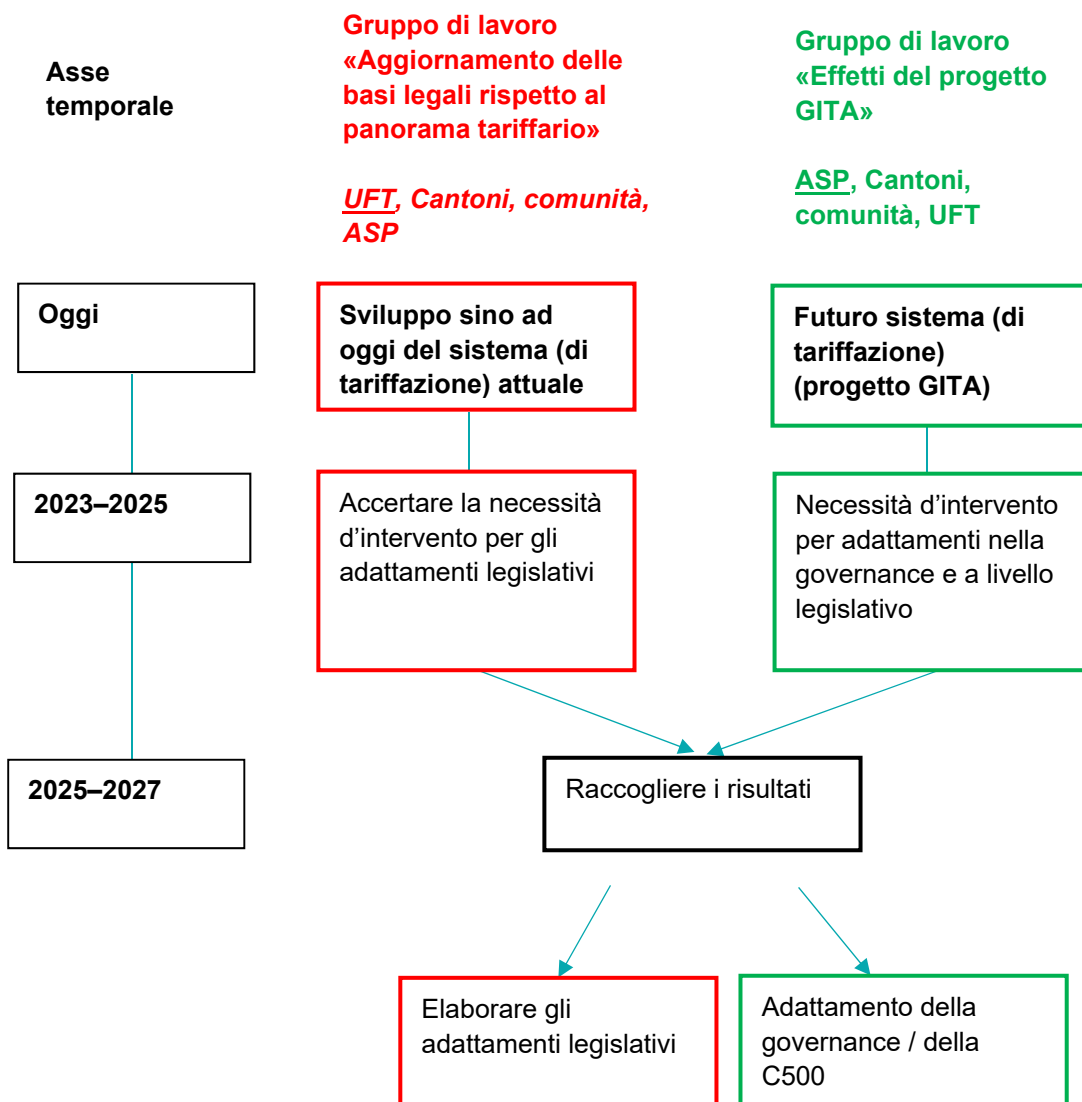 Asse
temporale
Gruppo di lavoro
«Aggiornamento delle
basi legali rispetto al
panorama tariffario»
UFT, Cantoni, comunità,
ASP
Gruppo di lavoro
«Effetti del progetto
GITA»
ASP, Cantoni,
comunità, UFT
Oggi
Sviluppo sino ad
oggi del sistema (di
tariffazione) attuale
Futuro sistema (di
tariffazione)
(progetto GITA)
2023–2025
Accertare la necessità
d’intervento per gli
adattamenti legislativi
Necessità d’intervento
per adattamenti nella
governance e a livello
legislativo
2025–2027
Raccogliere i risultati
Elaborare gli
adattamenti legislativi
Adattamento della
governance / della
C500